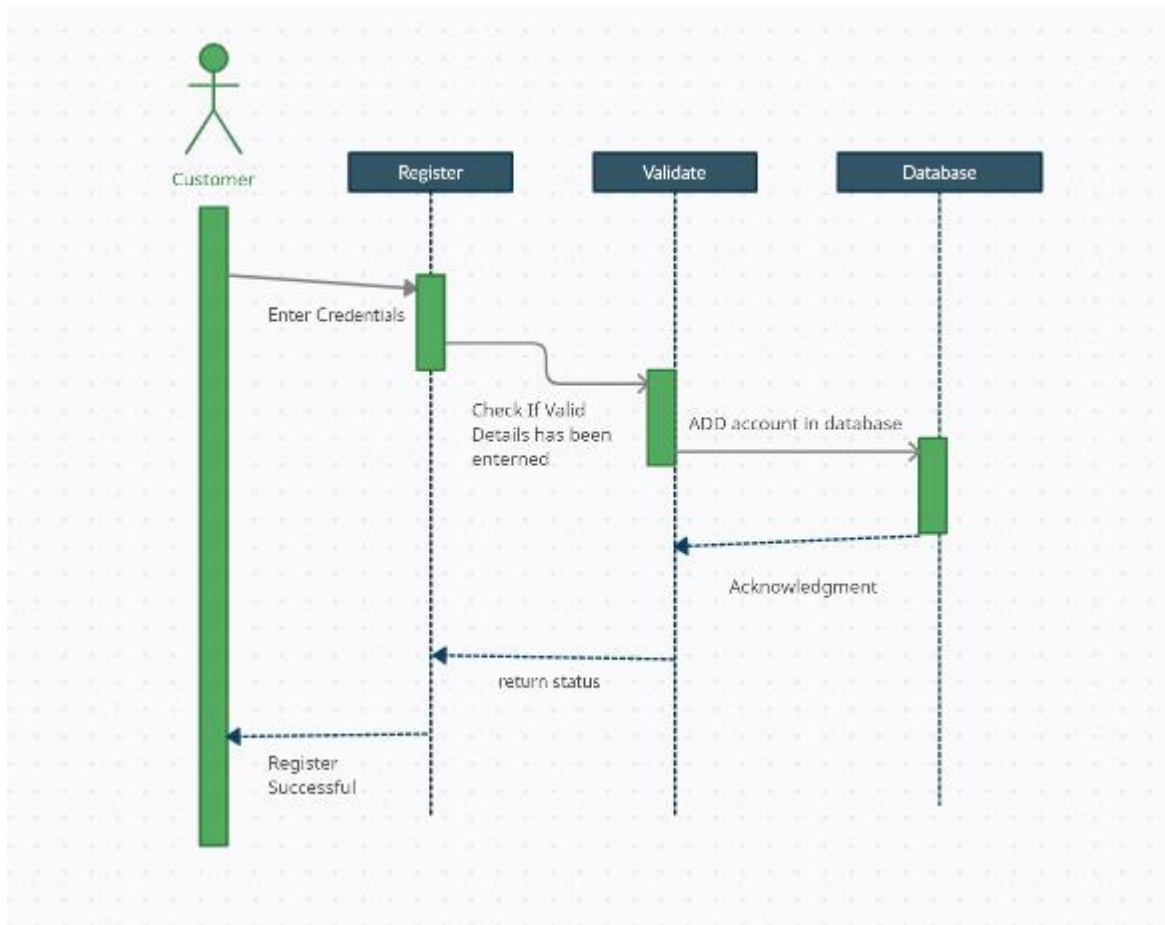 Customer
Register
Validate
Database
Enter Credentials
Check If Valid
Details has been
enterned
ADD account in database
Acknowledgment
return status
Register
Successful